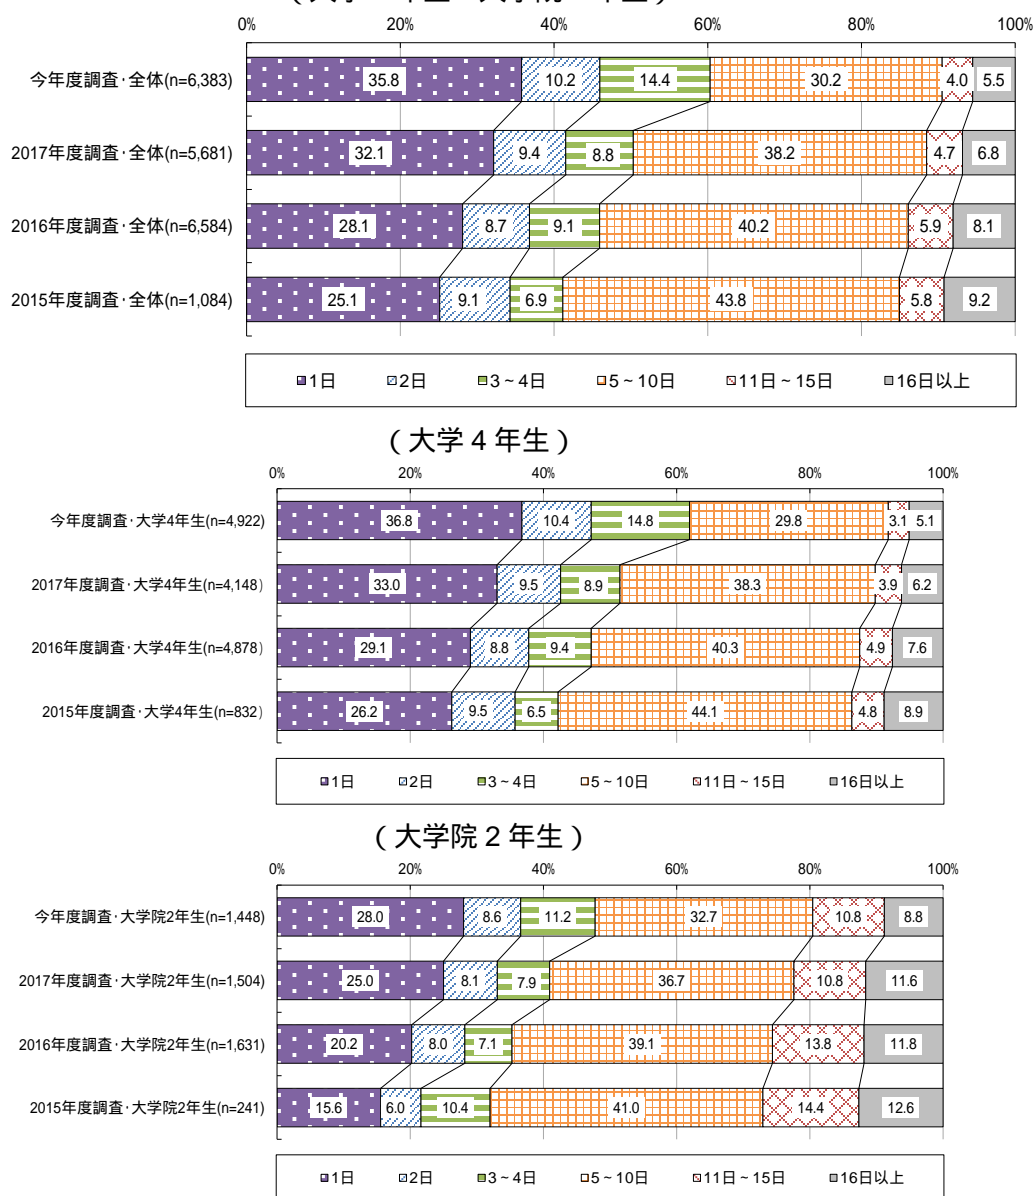 0% 20% 40% 60% 80% 100%
今年度調査・全体(n=6,383) 35.8 10.2 14.4 30.2 4.0 5.5
2017年度調査・全体(n=5,681) 32.1 9.4 8.8 38.2 4.7 6.8
2016年度調査・全体(n=6,584) 28.1 8.7 9.1 40.2 5.9 8.1
2015年度調査・全体(n=1,084) 25.1 9.1 6.9 43.8 5.8 9.2
1日 2日 3~4日 5~10日 11日~15日 16日以上
(大学4年生)
0% 20% 40% 60% 80% 100%
今年度調査・大学4年生(n=4,922) 36.8 10.4 14.8 29.8 3.1 5.1
2017年度調査・大学4年生(n=4,148) 33.0 9.5 8.9 38.3 3.9 6.2
2016年度調査・大学4年生(n=4,878) 29.1 8.8 9.4 40.3 4.9 7.6
2015年度調査・大学4年生(n=832) 26.2 9.5 6.5 44.1 4.8 8.9
1日 2日 3~4日 5~10日 11日~15日 16日以上
(大学院2年生)
0% 20% 40% 60% 80% 100%
今年度調査・大学院2年生(n=1,448) 28.0 8.6 11.2 32.7 10.8 8.8
2017年度調査・大学院2年生(n=1,504) 25.0 8.1 7.9 36.7 10.8 11.6
2016年度調査・大学院2年生(n=1,631) 20.2 8.0 7.1 39.1 13.8 11.8
2015年度調査・大学院2年生(n=241) 15.6 6.0 10.4 41.0 14.4 12.6
1日 2日 3~4日 5~10日 11日~15日 16日以上